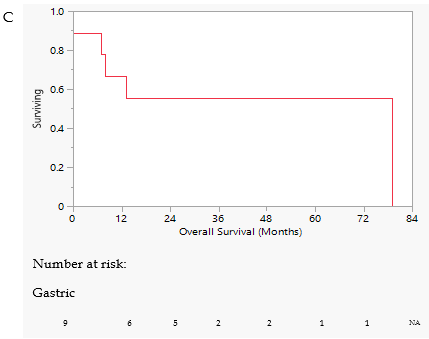 C
1.0
0.8
0.6
0.4
0.2
0
Surviving
0 12 24 36 48 60 72 84
Overall Survival (Months)
Number at risk:
Gastric
9 6 5 2 2 1 1 NA